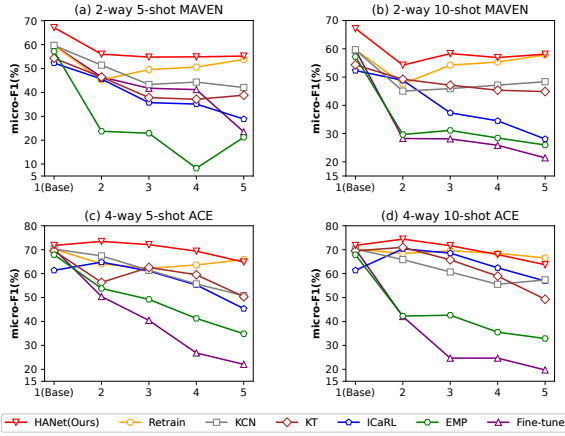 (a) 2-way 5-shot MAVEN
70
60
50
40
30
20
10
5
micro-F1(%)
1(Base) 2 3 4 5
(b) 2-way 10-shot MAVEN
70
60
50
40
30
20
15
micro-F1(%)
1(Base) 2 3 4 5
(c) 4-way 5-shot ACE
80
70
60
50
40
30
20
15
micro-F1(%)
1(Base) 2 3 4 5
(d) 4-way 10-shot ACE
80
70
60
50
40
30
20
15
micro-F1(%)
1(Base) 2 3 4 5
HANet(Ours) Retrain KCN KT ICaRL EMP Fine-tune